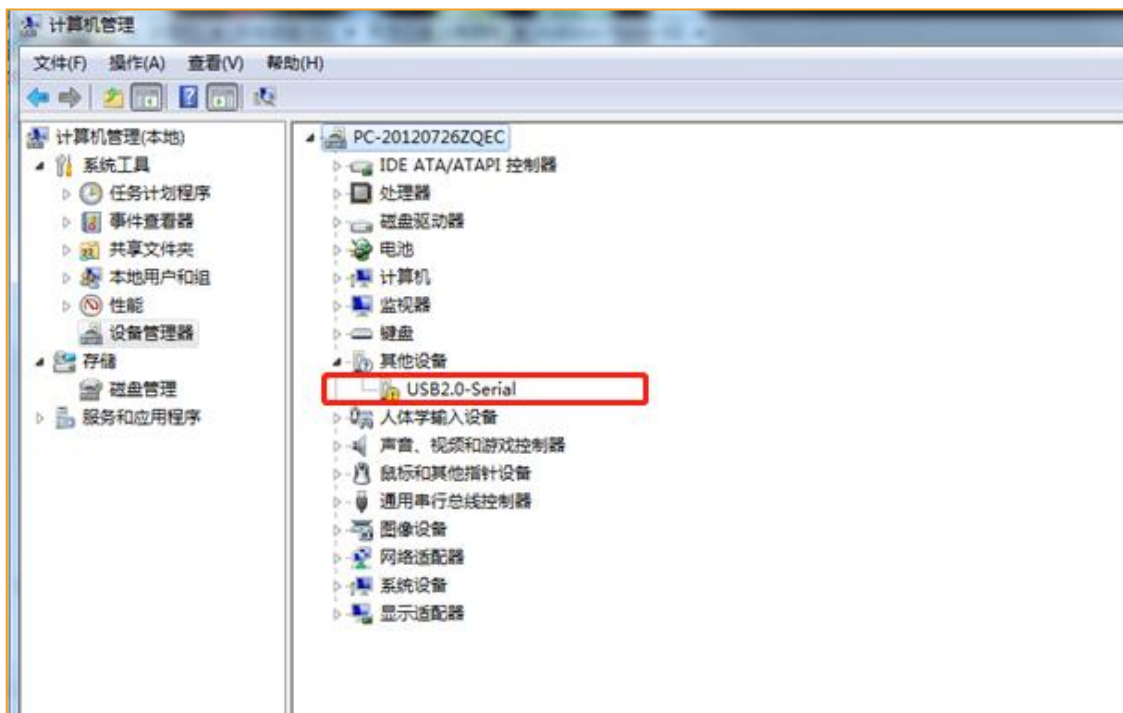 计算机管理
文件(F) 操作(A) 查看(V) 帮助(H)
计算机管理(本地)
系统工具
任务计划程序
事件查看器
共享文件夹
本地用户和组
性能
设备管理器
存储
磁盘管理
服务和应用程序
PC-20120726ZQEC
IDE ATA/ATAPI 控制器
处理器
磁盘驱动器
电池
计算机
监视器
键盘
其他设备
USB2.0-Serial
人体学输入设备
声音、视频和游戏控制器
鼠标和其他指针设备
通用串行总线控制器
图像设备
网络适配器
系统设备
显示适配器